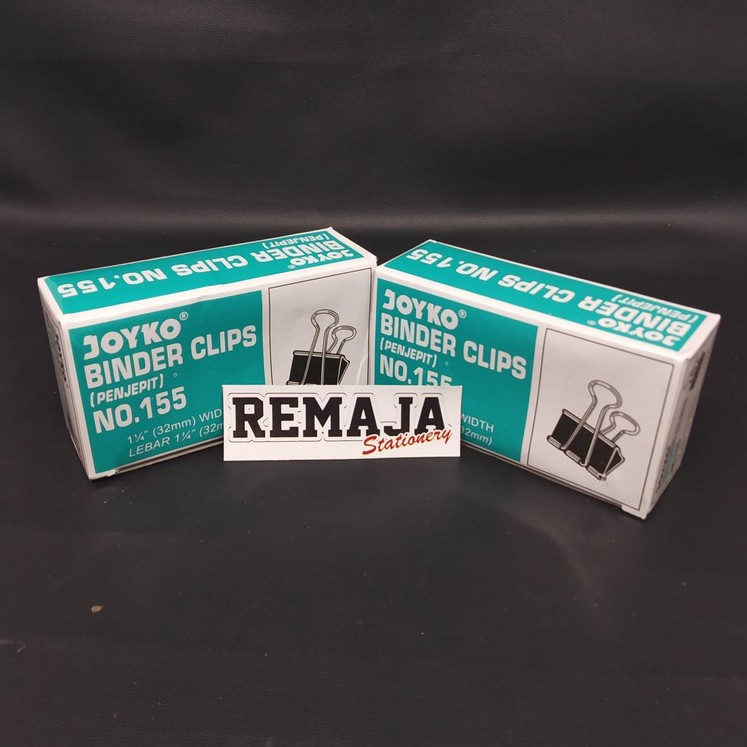 JOYKO®
BINDER CLIPS NO.155
(PENJEPIT)
JOYKO®
BINDER CLIPS
(PENJEPIT)
NO.155
1¼" (32mm) WID
LEBAR 1¼" (32m
JOYKO®
BINDER CLIPS NO.155
(PENJEPIT)
JOYKO®
BINDER CLIPS
(PENJEPIT)
NO.155
WIDTH
32mm)
REMAJA
Stationery